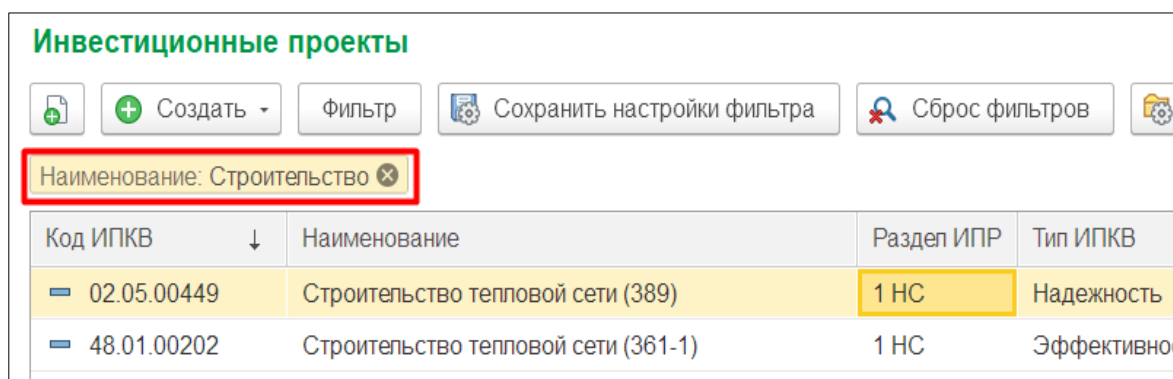 Инвестиционные проекты
Создать Фильтр Сохранить настройки фильтра Сброс фильтров
Наименование: Строительство
Код ИПКВ ↓ Наименование Раздел ИПР Тип ИПКВ
02.05.00449 Строительство тепловой сети (389) 1 НС Надежность
48.01.00202 Строительство тепловой сети (361-1) 1 НС Эффективно